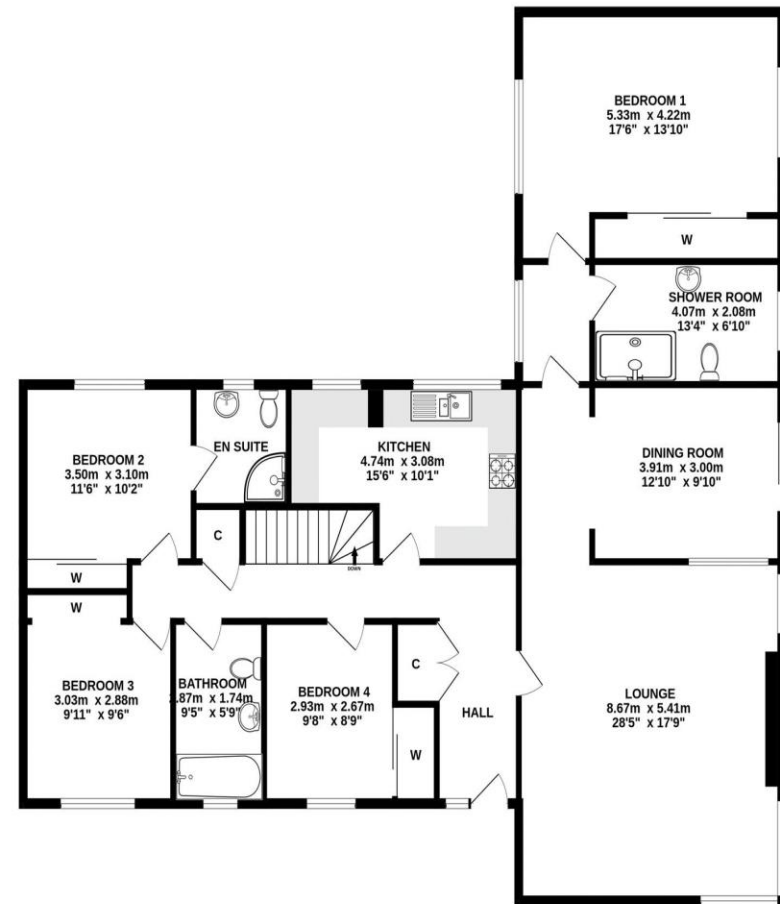 BEDROOM 1
5.33m x 4.22m
17'6" x 13'10"
W
SHOWER ROOM
4.07m x 2.08m
13'4" x 6'10"
BEDROOM 2
3.50m x 3.10m
11'6" x 10'2"
EN SUITE
KITCHEN
4.74m x 3.08m
15'6" x 10'1"
DINING ROOM
3.91m x 3.00m
12'10" x 9'10"
C
DOWN
W
W
BEDROOM 3
3.03m x 2.88m
9'11" x 9'6"
BATHROOM
.87m x 1.74m
9'5" x 5'9"
BEDROOM 4
2.93m x 2.67m
9'8" x 8'9"
C
W
HALL
LOUNGE
8.67m x 5.41m
28'5" x 17'9"